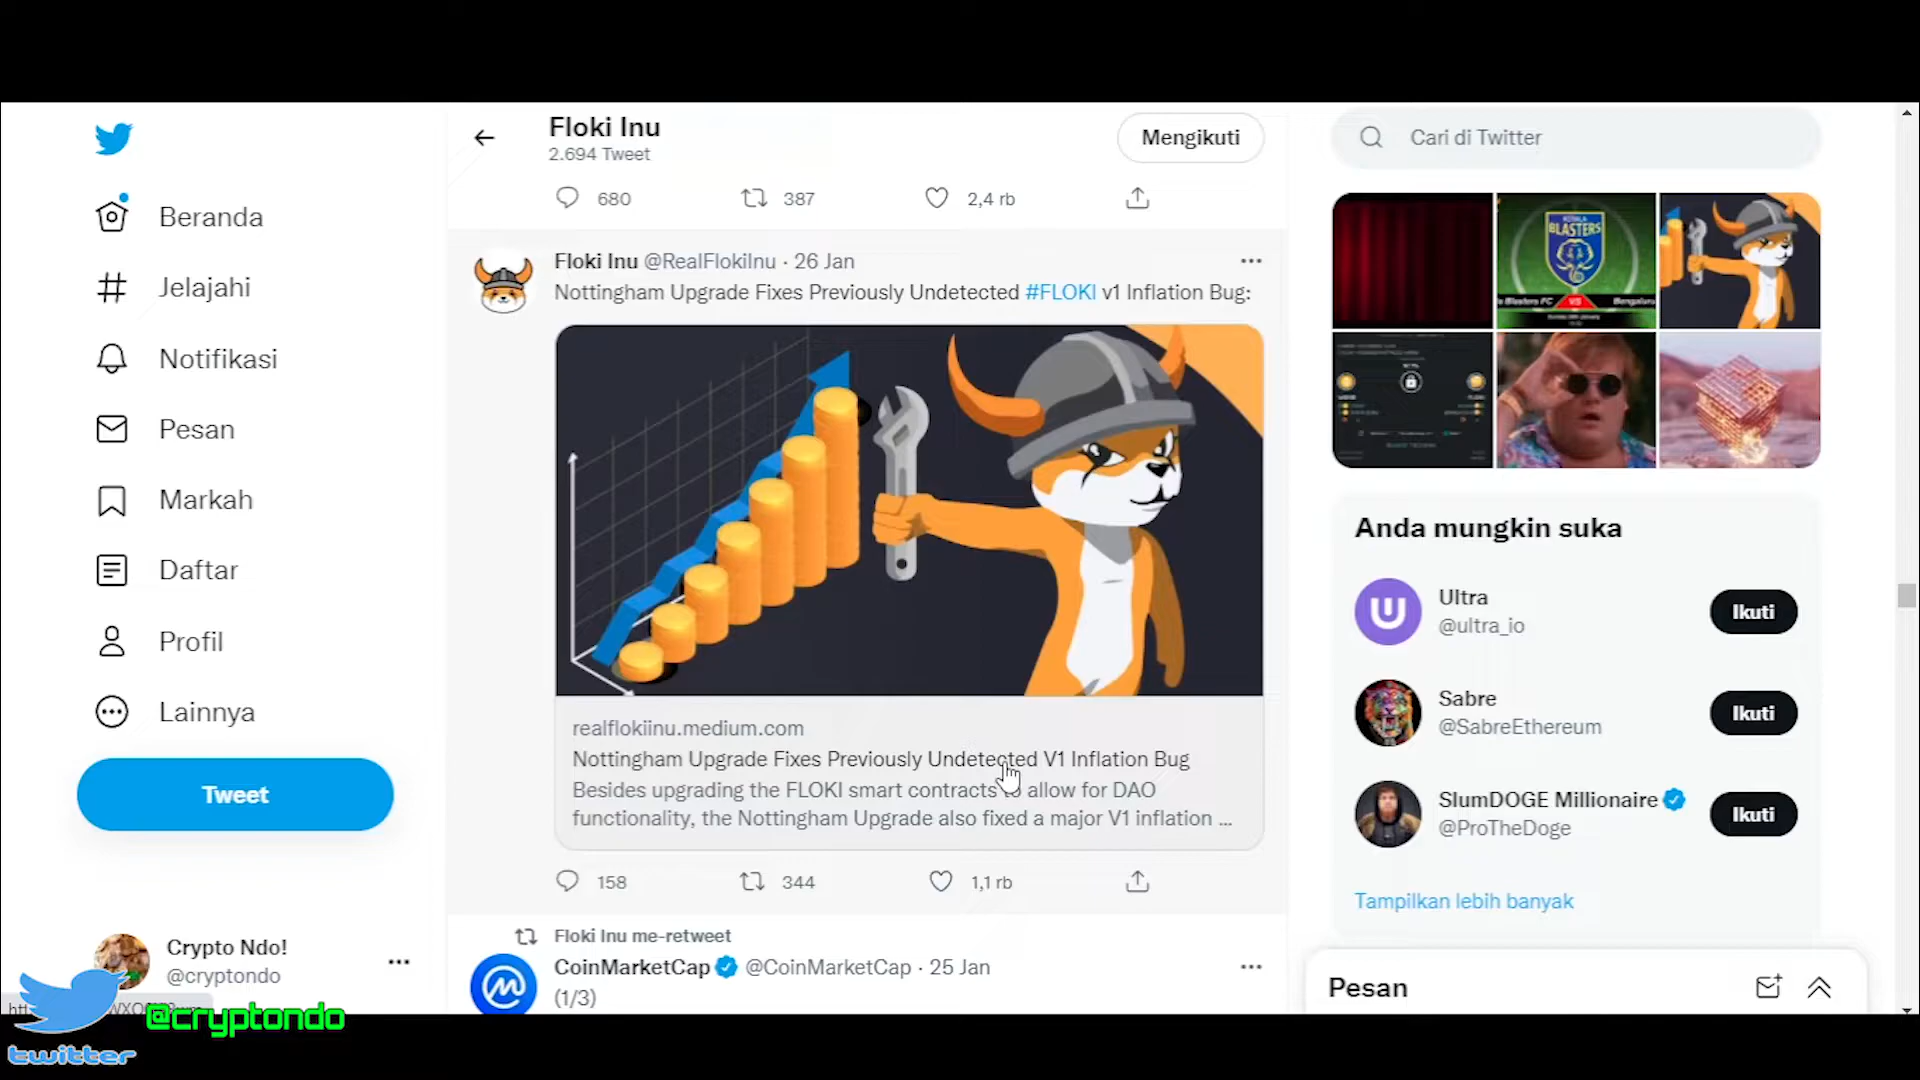 Floki Inu
2.694 Tweet
Mengikuti
Cari di Twitter
680
387
2,4 rb
Beranda
Jelajahi
Notifikasi
Pesan
Markah
Daftar
Profil
Lainnya
Tweet
Crypto Ndo!
@cryptondo
@cryptondo
twitter
Floki Inu @RealFlokiInu · 26 Jan
Nottingham Upgrade Fixes Previously Undetected #FLOKI v1 Inflation Bug:
realflokiinu.medium.com
Nottingham Upgrade Fixes Previously Undetected V1 Inflation Bug
Besides upgrading the FLOKI smart contracts to allow for DAO
functionality, the Nottingham Upgrade also fixed a major V1 inflation ...
158
344
1,1 rb
Floki Inu me-retweet
CoinMarketCap @CoinMarketCap · 25 Jan
(1/3)
BLASTERS
Blasters FC
VS
Bengaluru
Anda mungkin suka
Ultra
@ultra_io
Ikuti
Sabre
@SabreEthereum
Ikuti
SlumDOGE Millionaire
@ProTheDoge
Ikuti
Tampilkan lebih banyak
Pesan